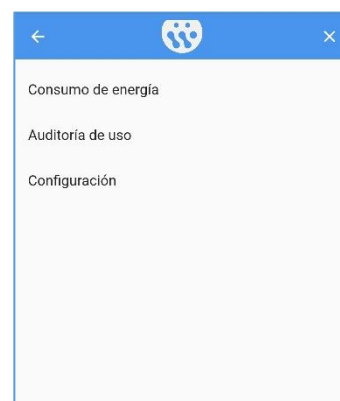 Consumo de energía
Auditoría de uso
Configuración